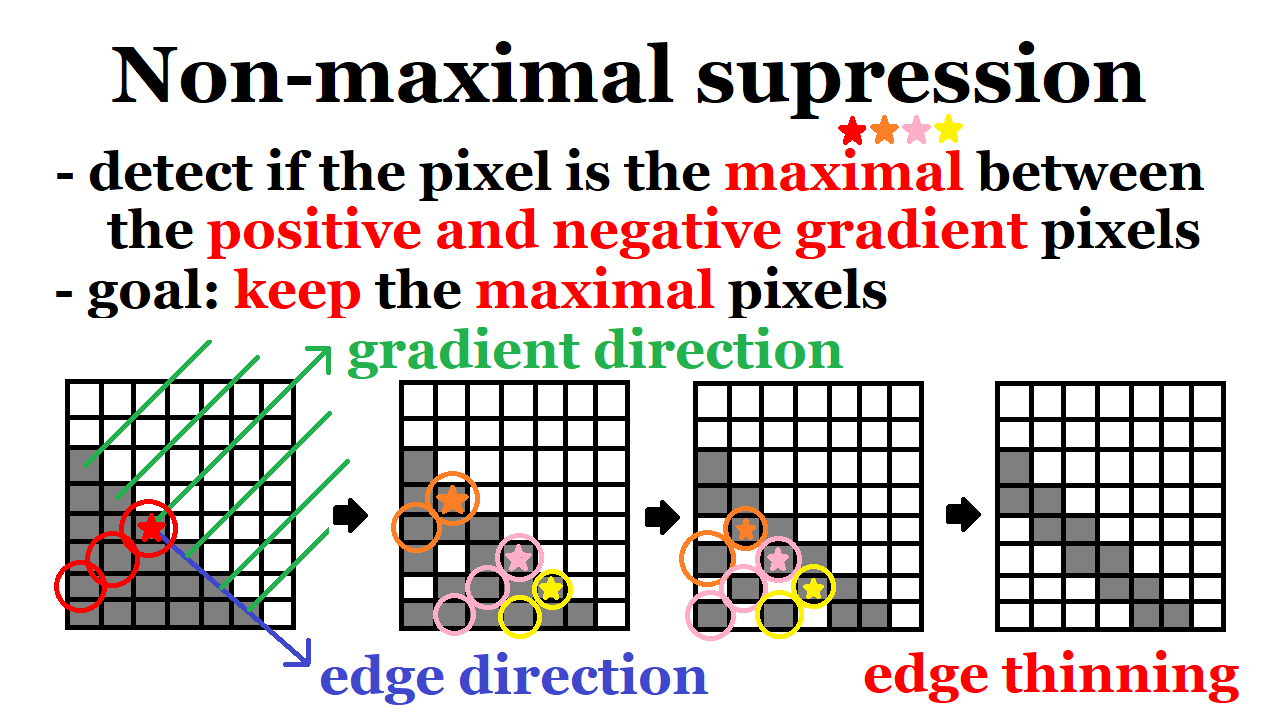 Non-maximal supression
- detect if the pixel is the maximal between
the positive and negative gradient pixels
- goal: keep the maximal pixels
gradient direction
edge direction
edge thinning